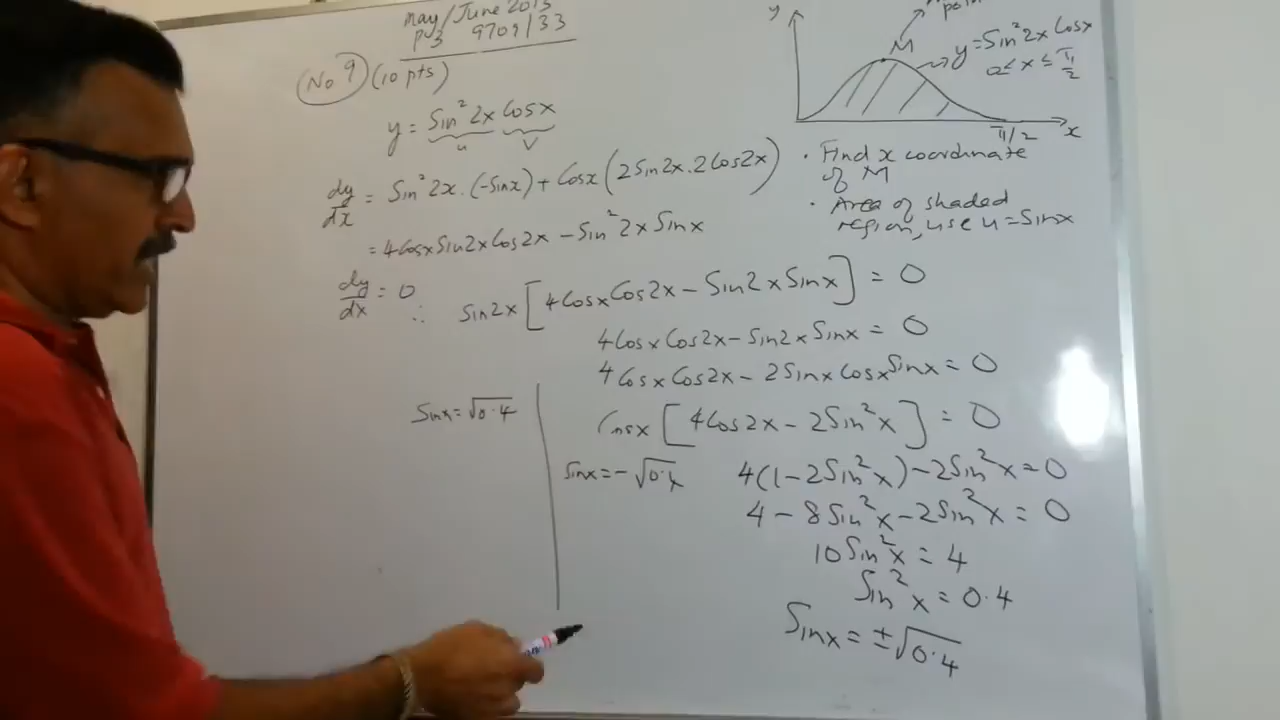 May/June 2013
P3 9709/33
No 9 (10 pts)
y = Sin²2x Cosx
u v
dy/dx = Sin²2x.(-Sinx) + Cosx (2Sin2x.2Cos2x)
= 4CosxSin2xCos2x - Sin²2xSinx
dy/dx = 0 ∴ Sin2x [4CosxCos2x - Sin2xSinx] = 0
4CosxCos2x - Sin2xSinx = 0
4CosxCos2x - 2SinxCosxSinx = 0
Cosx [4Cos2x - 2Sin²x] = 0
4(1-2Sin²x) - 2Sin²x = 0
4 - 8Sin²x - 2Sin²x = 0
10Sin²x = 4
Sin²x = 0.4
Sinx = ±√0.4
Sinx = √0.4
Sinx = -√0.4
y
M
y = Sin²2x Cosx
≤ x ≤ π/2
π/2
x
• Find x coordinate
of M
• Area of shaded
region, use u = Sinx